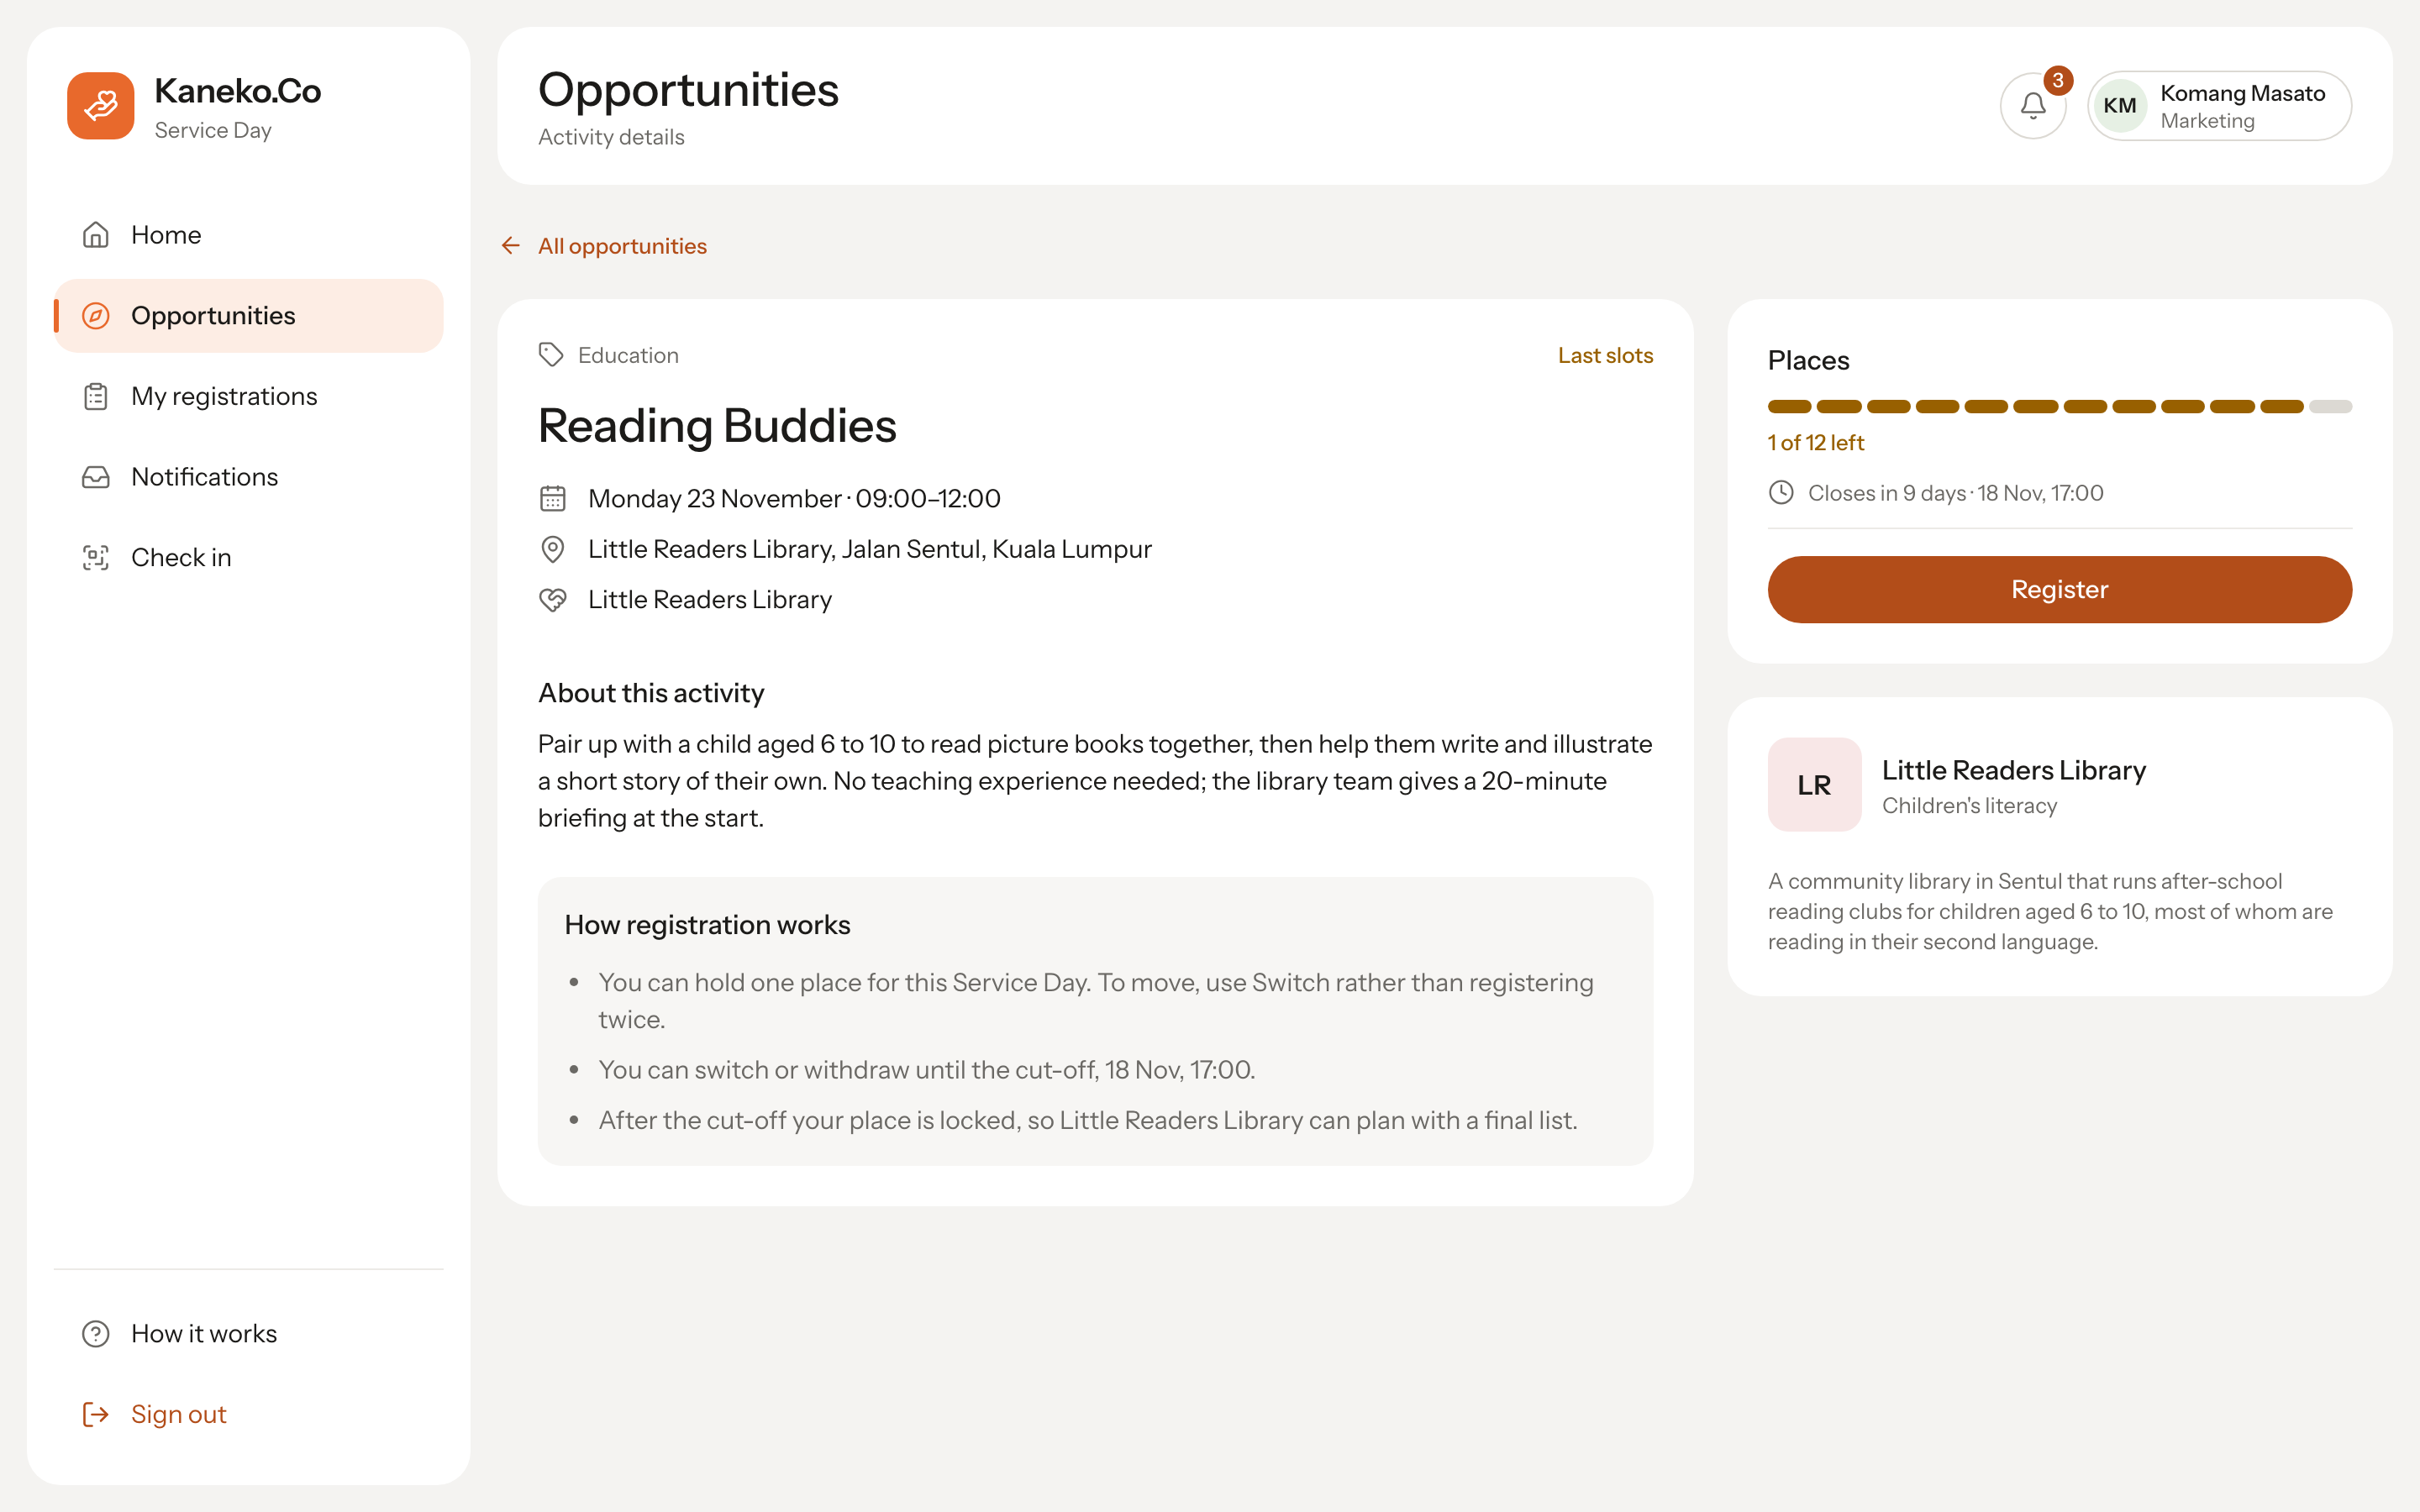 Kaneko.Co
Service Day
Home
Opportunities
My registrations
Notifications
Check in
How it works
Sign out
Opportunities
Activity details
3
KM
Komang Masato
Marketing
All opportunities
Education
Last slots
Reading Buddies
Monday 23 November · 09:00–12:00
Little Readers Library, Jalan Sentul, Kuala Lumpur
Little Readers Library
About this activity
Pair up with a child aged 6 to 10 to read picture books together, then help them write and illustrate
a short story of their own. No teaching experience needed; the library team gives a 20-minute
briefing at the start.
How registration works
• You can hold one place for this Service Day. To move, use Switch rather than registering
twice.
• You can switch or withdraw until the cut-off, 18 Nov, 17:00.
• After the cut-off your place is locked, so Little Readers Library can plan with a final list.
Places
1 of 12 left
Closes in 9 days · 18 Nov, 17:00
Register
LR
Little Readers Library
Children's literacy
A community library in Sentul that runs after-school
reading clubs for children aged 6 to 10, most of whom are
reading in their second language.